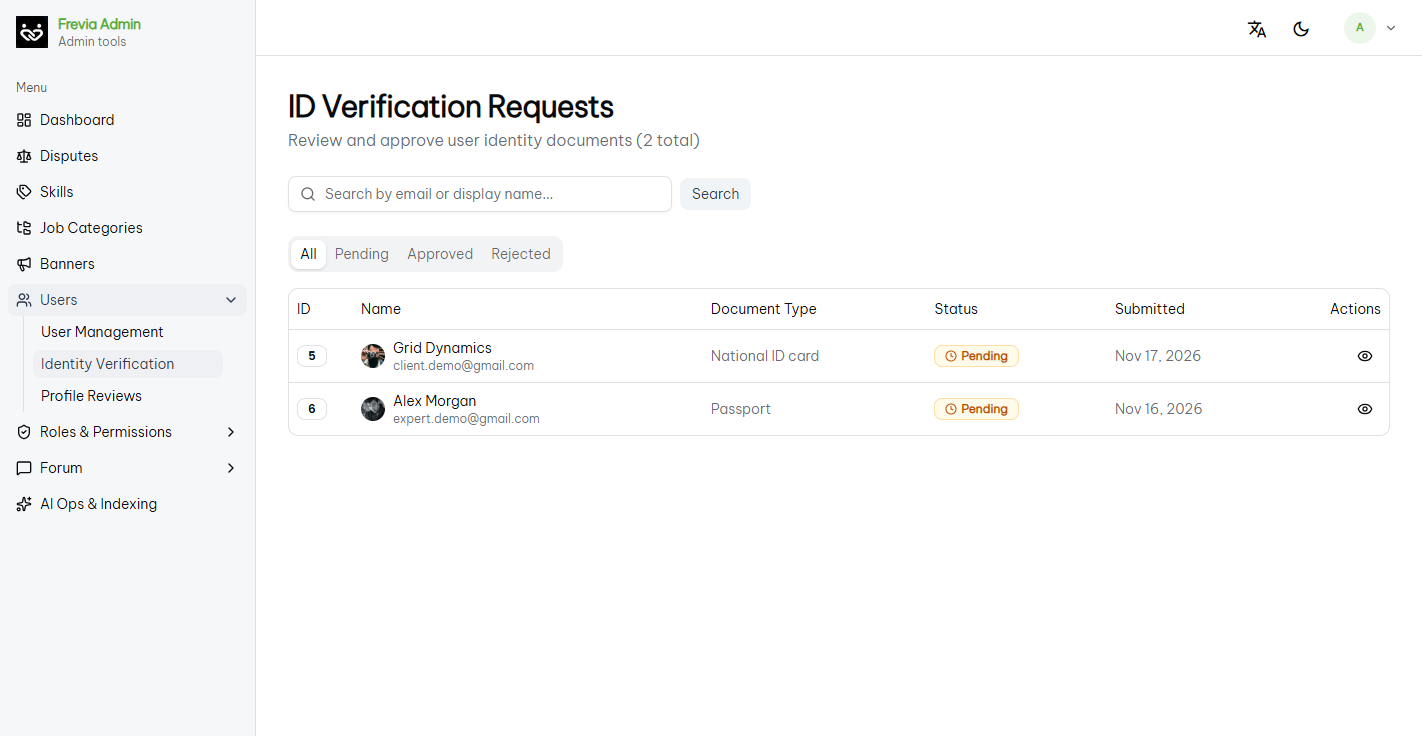 Frevia Admin
Admin tools
A
Menu
Dashboard
Disputes
Skills
Job Categories
Banners
Users
User Management
Identity Verification
Profile Reviews
Roles & Permissions
Forum
AI Ops & Indexing
ID Verification Requests
Review and approve user identity documents (2 total)
Search by email or display name...
Search
All Pending Approved Rejected
ID Name Document Type Status Submitted Actions
5 Grid Dynamics National ID card Pending Nov 17, 2026
client.demo@gmail.com
6 Alex Morgan Passport Pending Nov 16, 2026
expert.demo@gmail.com